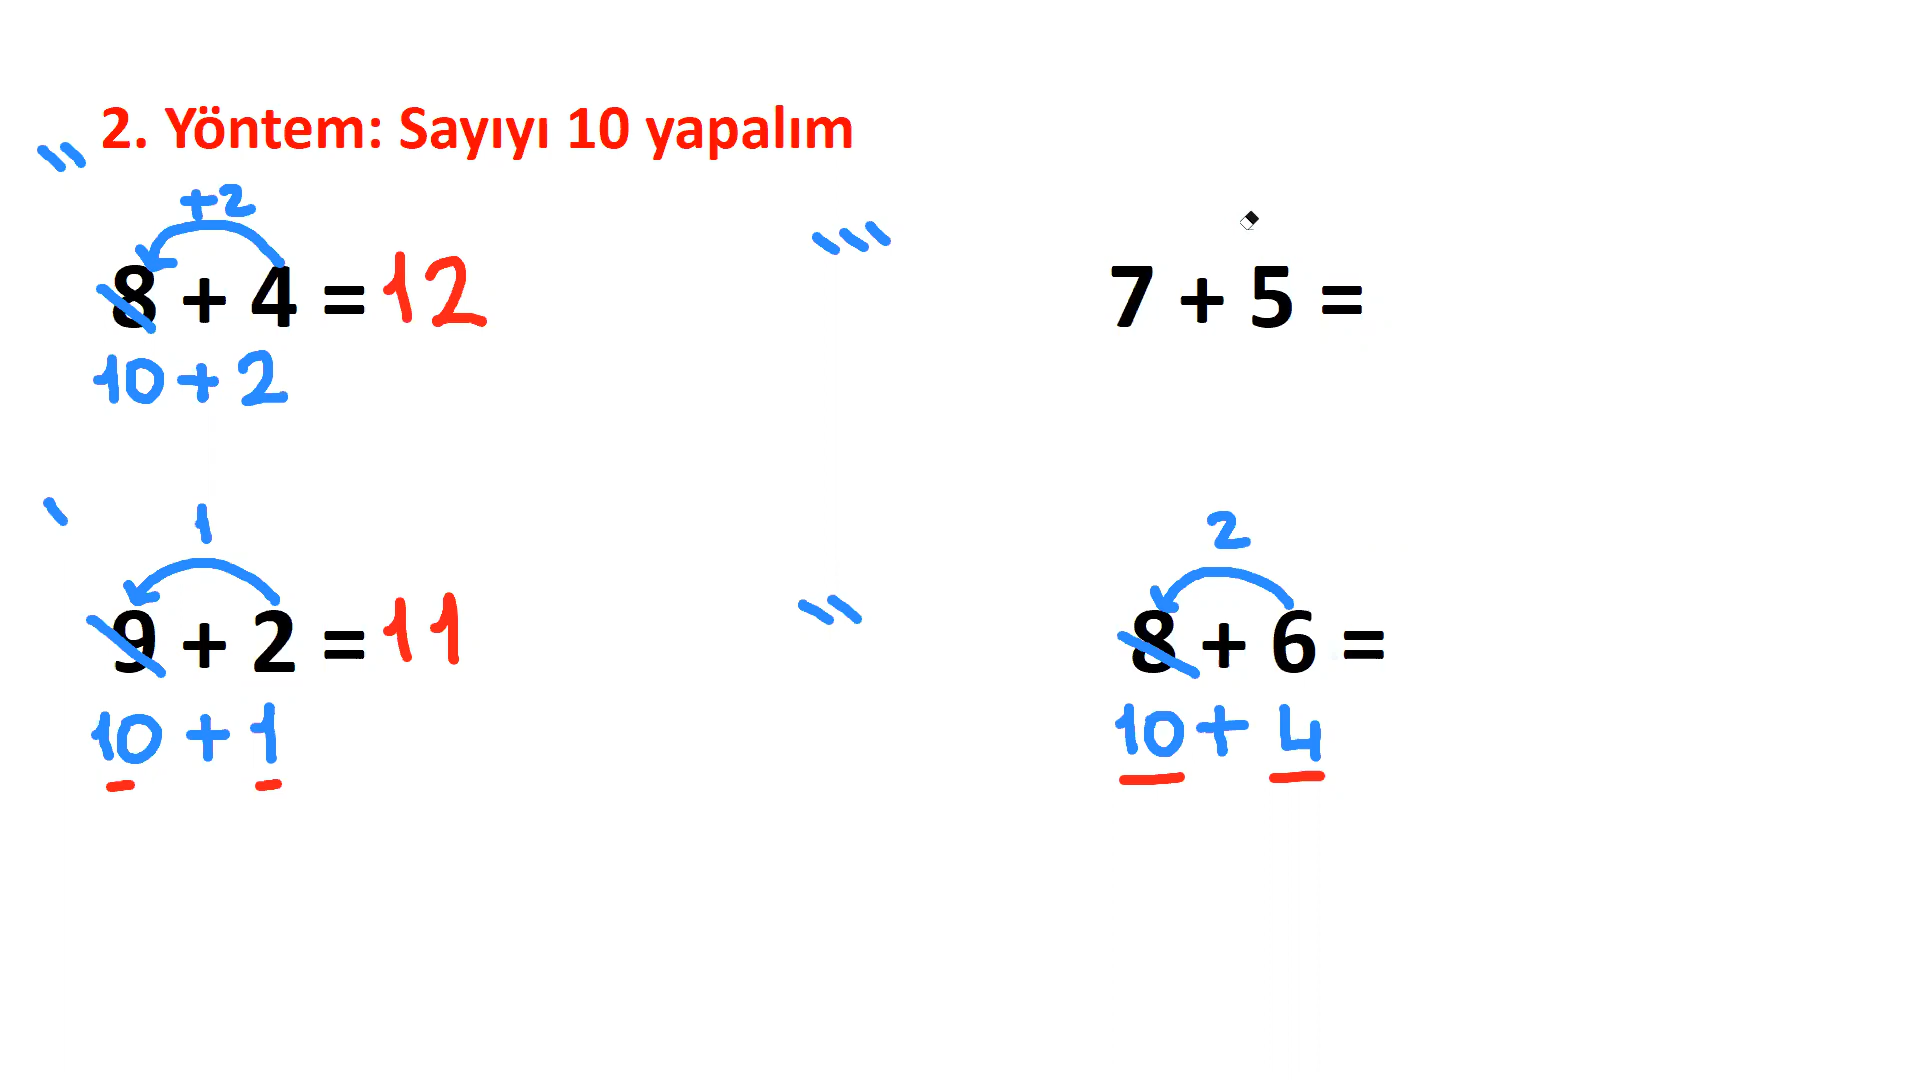 2. Yöntem: Sayıyı 10 yapalım
+2
8 + 4 = 12
10 + 2
7 + 5 =
1
9 + 2 = 11
10 + 1
2
8 + 6 =
10 + 4